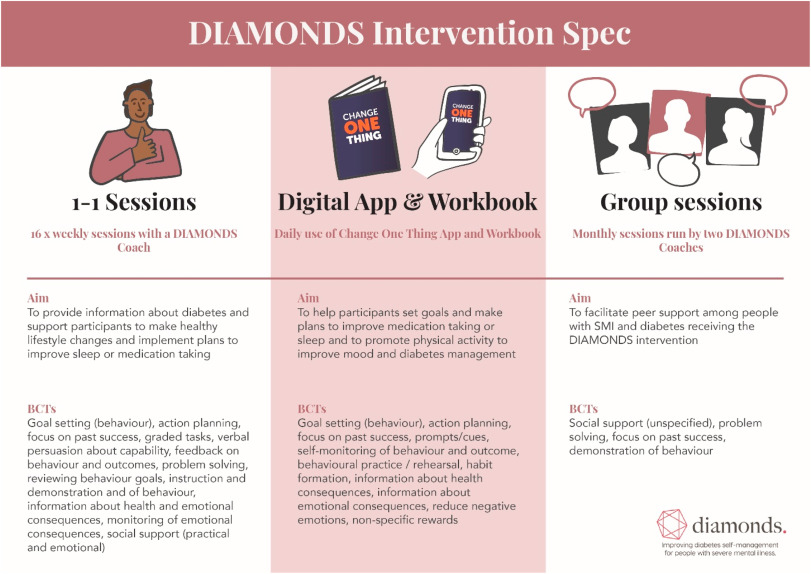 DIAMONDS Intervention Spec
CHANGE
ONE
THING
CHANGE
ONE
THING
1-1 Sessions
16 x weekly sessions with a DIAMONDS
Coach
Digital App & Workbook
Daily use of Change One Thing App and Workbook
Group sessions
Monthly sessions run by two DIAMONDS
Coaches
Aim
To provide information about diabetes and
support participants to make healthy
lifestyle changes and implement plans to
improve sleep or medication taking
Aim
To help participants set goals and make
plans to improve medication taking or
sleep and to promote physical activity to
improve mood and diabetes management
Aim
To facilitate peer support among people
with SMI and diabetes receiving the
DIAMONDS intervention
BCTs
Goal setting (behaviour), action planning,
focus on past success, graded tasks, verbal
persuasion about capability, feedback on
behaviour and outcomes, problem solving,
reviewing behaviour goals, instruction and
demonstration and of behaviour,
information about health and emotional
consequences, monitoring of emotional
consequences, social support (practical
and emotional)
BCTs
Goal setting (behaviour), action planning,
focus on past success, prompts/cues,
self-monitoring of behaviour and outcome,
behavioural practice / rehearsal, habit
formation, information about health
consequences, information about
emotional consequences, reduce negative
emotions, non-specific rewards
BCTs
Social support (unspecified), problem
solving, focus on past success,
demonstration of behaviour
diamonds.
Improving diabetes self-management
for people with severe mental illness.